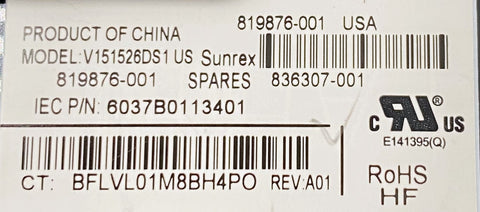 819876-001 USA
PRODUCT OF CHINA
MODEL: V151526DS1 US Sunrex
819876-001 SPARES 836307-001
IEC P/N: 6037B0113401
c RU ® US
E141395(Q)
CT: BFLVL01M8BH4PO REV:A01
RoHS
HF